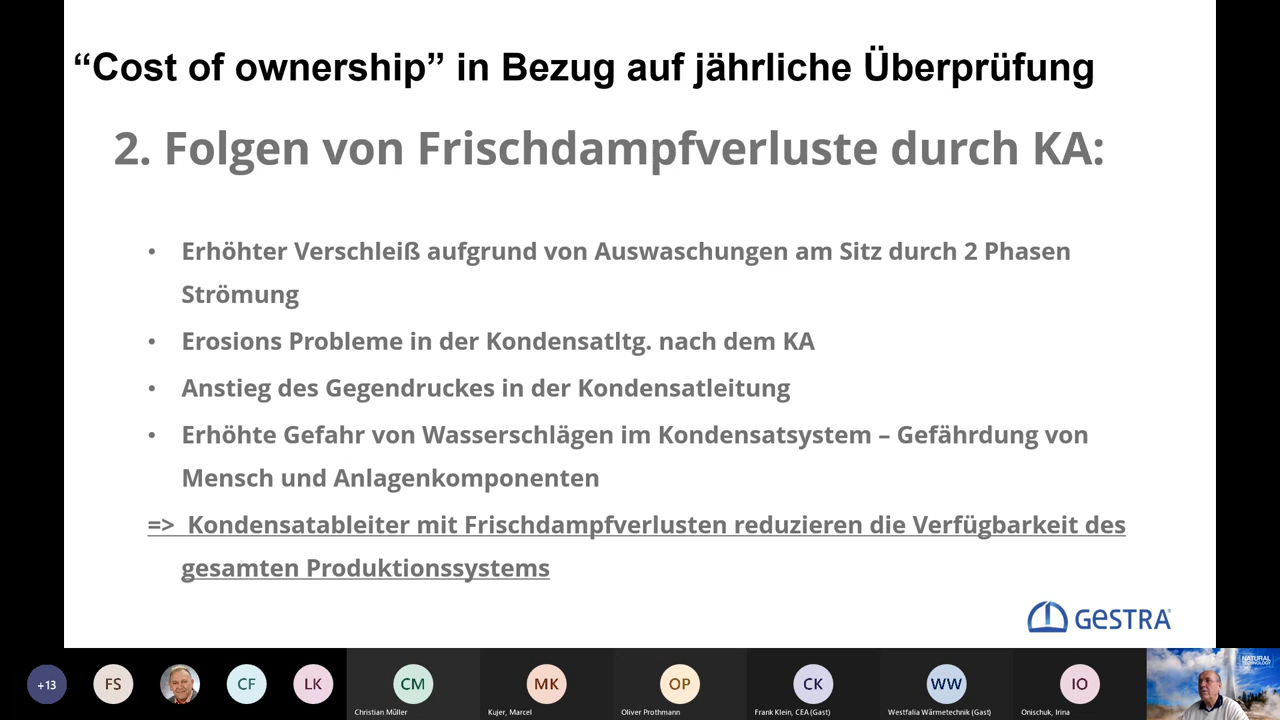 “Cost of ownership” in Bezug auf jährliche Überprüfung
2. Folgen von Frischdampfverluste durch KA:
• Erhöhter Verschleiß aufgrund von Auswaschungen am Sitz durch 2 Phasen
Strömung
• Erosions Probleme in der Kondensatltg. nach dem KA
• Anstieg des Gegendruckes in der Kondensatleitung
• Erhöhte Gefahr von Wasserschlägen im Kondensatsystem – Gefährdung von
Mensch und Anlagenkomponenten
=> Kondensatableiter mit Frischdampfverlusten reduzieren die Verfügbarkeit des
gesamten Produktionssystems
GESTRA
+13 FS CF LK CM MK OP CK WW IO
Christian Müller
Kujer, Marcel
Oliver Prothmann
Frank Klein, CEA (Gast)
Westfalia Wärmetechnik (Gast)
Onischuk, Irina
NATURAL
TECHNOLOGY